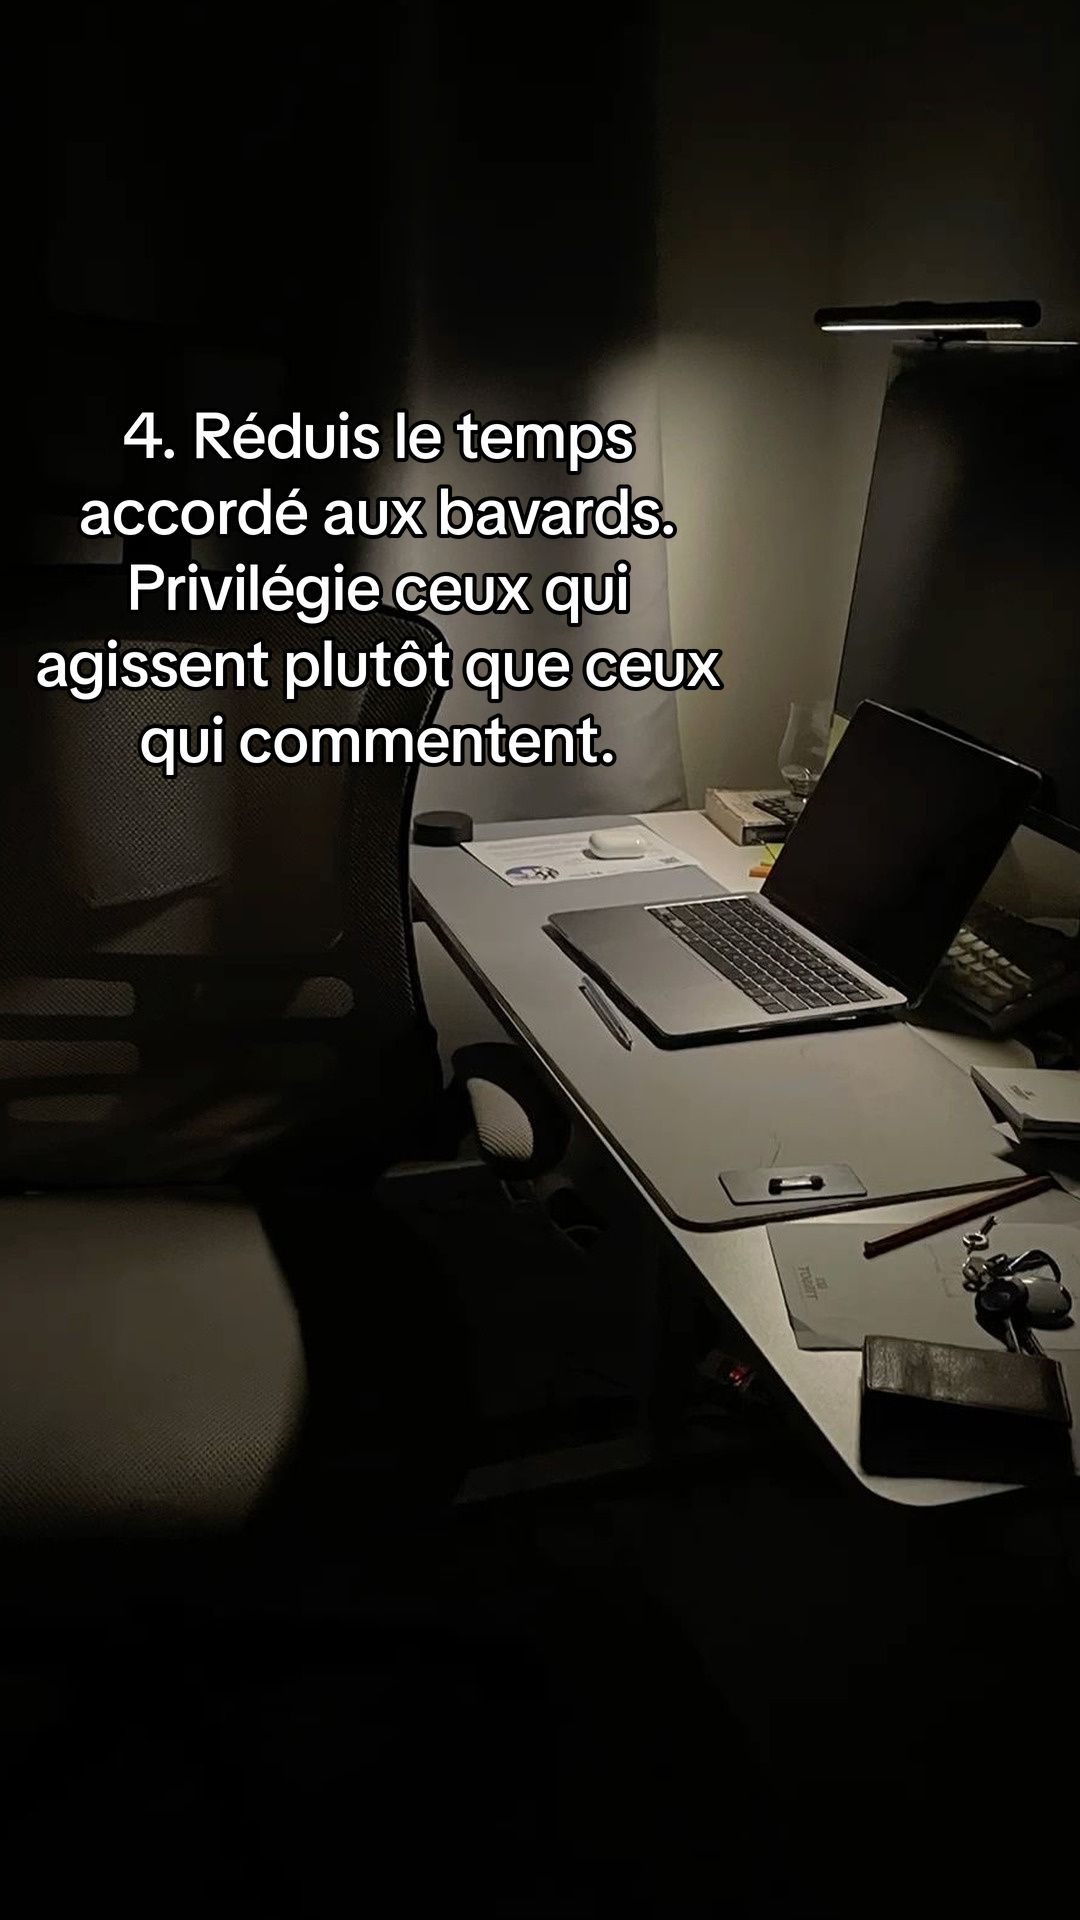 4. Réduis le temps
accordé aux bavards.
Privilégie ceux qui
agissent plutôt que ceux
qui commentent.